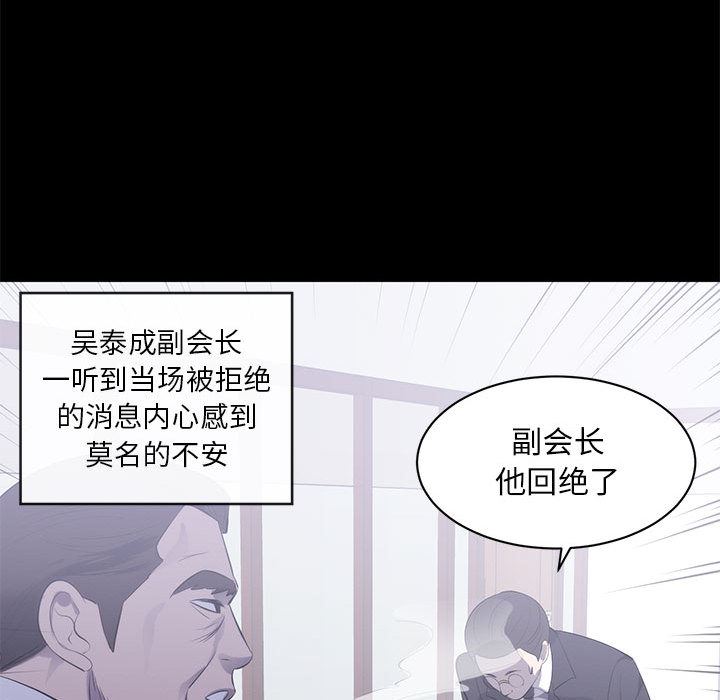 吴泰成副会长
一听到当场被拒绝
的消息内心感到
莫名的不安
副会长
他回绝了